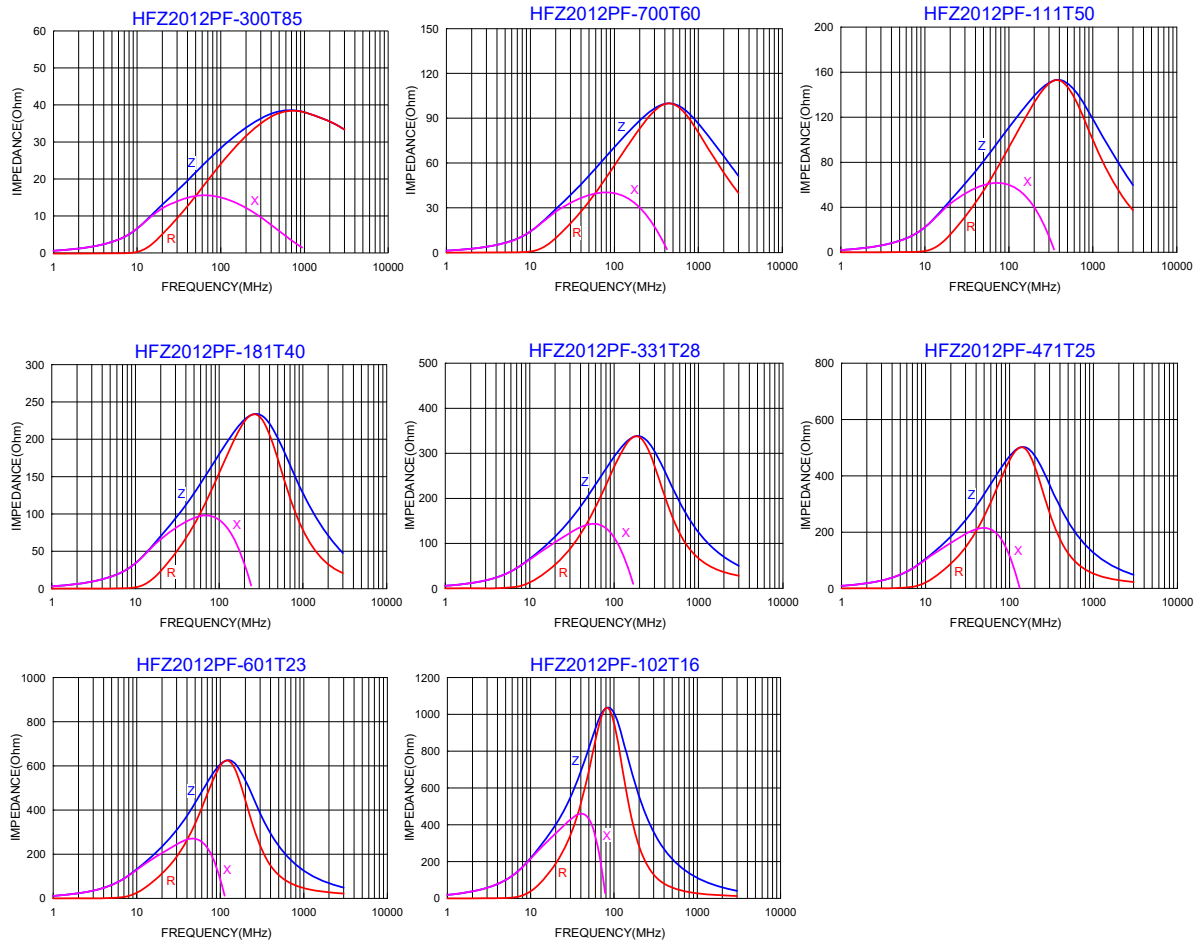 HFZ2012PF-300T85
IMPEDANCE(Ohm)
60
50
40
30
20
10
0
Z
X
R
1
10
100
1000
10000
FREQUENCY(MHz)
HFZ2012PF-700T60
IMPEDANCE(Ohm)
150
120
90
60
30
0
Z
X
R
1
10
100
1000
10000
FREQUENCY(MHz)
HFZ2012PF-111T50
IMPEDANCE(Ohm)
200
160
120
80
40
0
Z
X
R
1
10
100
1000
10000
FREQUENCY(MHz)
HFZ2012PF-181T40
IMPEDANCE(Ohm)
300
250
200
150
100
50
0
Z
X
R
1
10
100
1000
10000
FREQUENCY(MHz)
HFZ2012PF-331T28
IMPEDANCE(Ohm)
500
400
300
200
100
0
Z
X
R
1
10
100
1000
10000
FREQUENCY(MHz)
HFZ2012PF-471T25
IMPEDANCE(Ohm)
800
600
400
200
0
Z
X
R
1
10
100
1000
10000
FREQUENCY(MHz)
HFZ2012PF-601T23
IMPEDANCE(Ohm)
1000
800
600
400
200
0
Z
X
R
1
10
100
1000
10000
FREQUENCY(MHz)
HFZ2012PF-102T16
IMPEDANCE(Ohm)
1200
1000
800
600
400
200
0
Z
X
R
1
10
100
1000
10000
FREQUENCY(MHz)